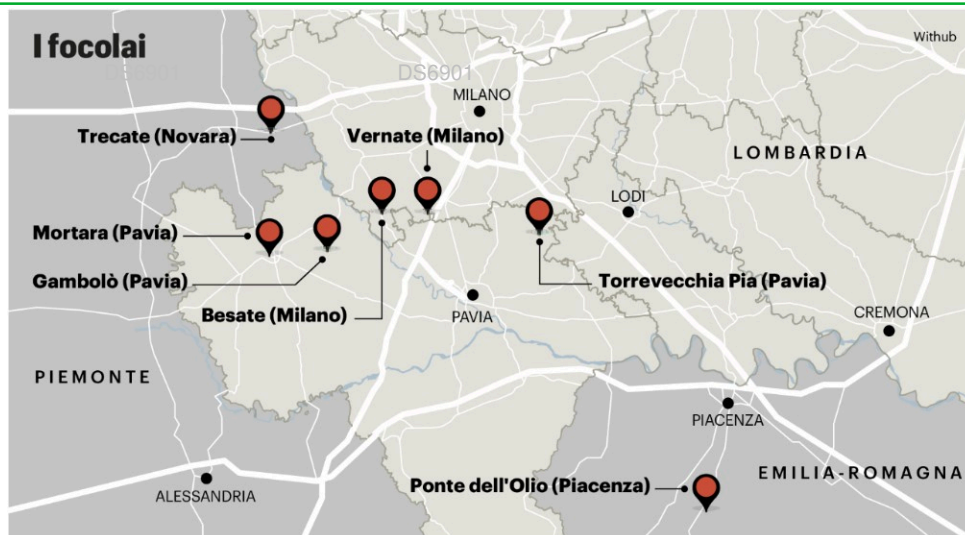 I focolai
Withub
DS6901
DS6901
MILANO
Trecate (Novara)
Vernate (Milano)
LOMBARDIA
LODI
Mortara (Pavia)
Gambolò (Pavia)
Torrevecchia Pia (Pavia)
Besate (Milano)
PAVIA
CREMONA
PIEMONTE
PIACENZA
EMILIA-ROMAGNA
Ponte dell'Olio (Piacenza)
ALESSANDRIA